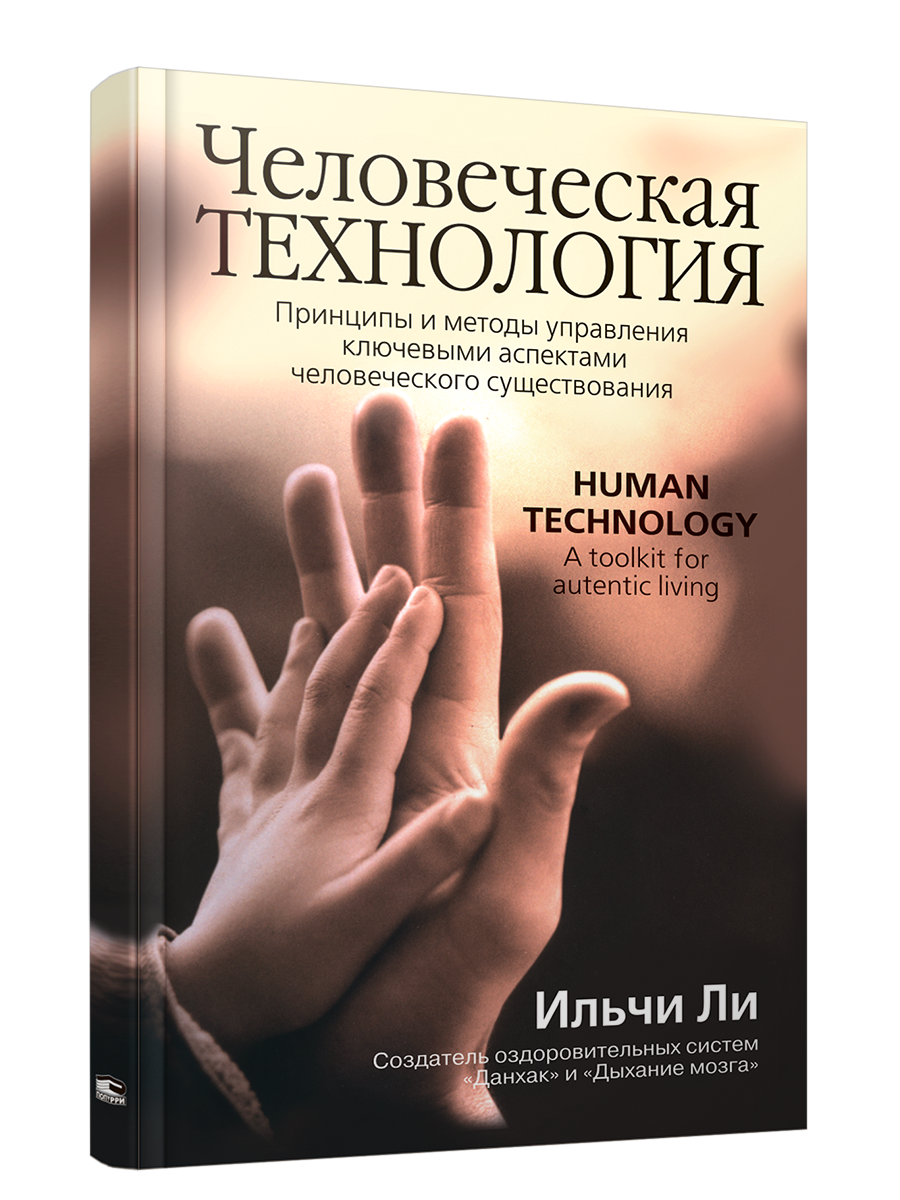 Человеческая
ТЕХНОЛОГИЯ
Принципы и методы управления
ключевыми аспектами
человеческого существования
HUMAN
TECHNOLOGY
A toolkit for
autentic living
Ильчи Ли
Создатель оздоровительных систем
«Данхак» и «Дыхание мозга»
ПОПУРРИ